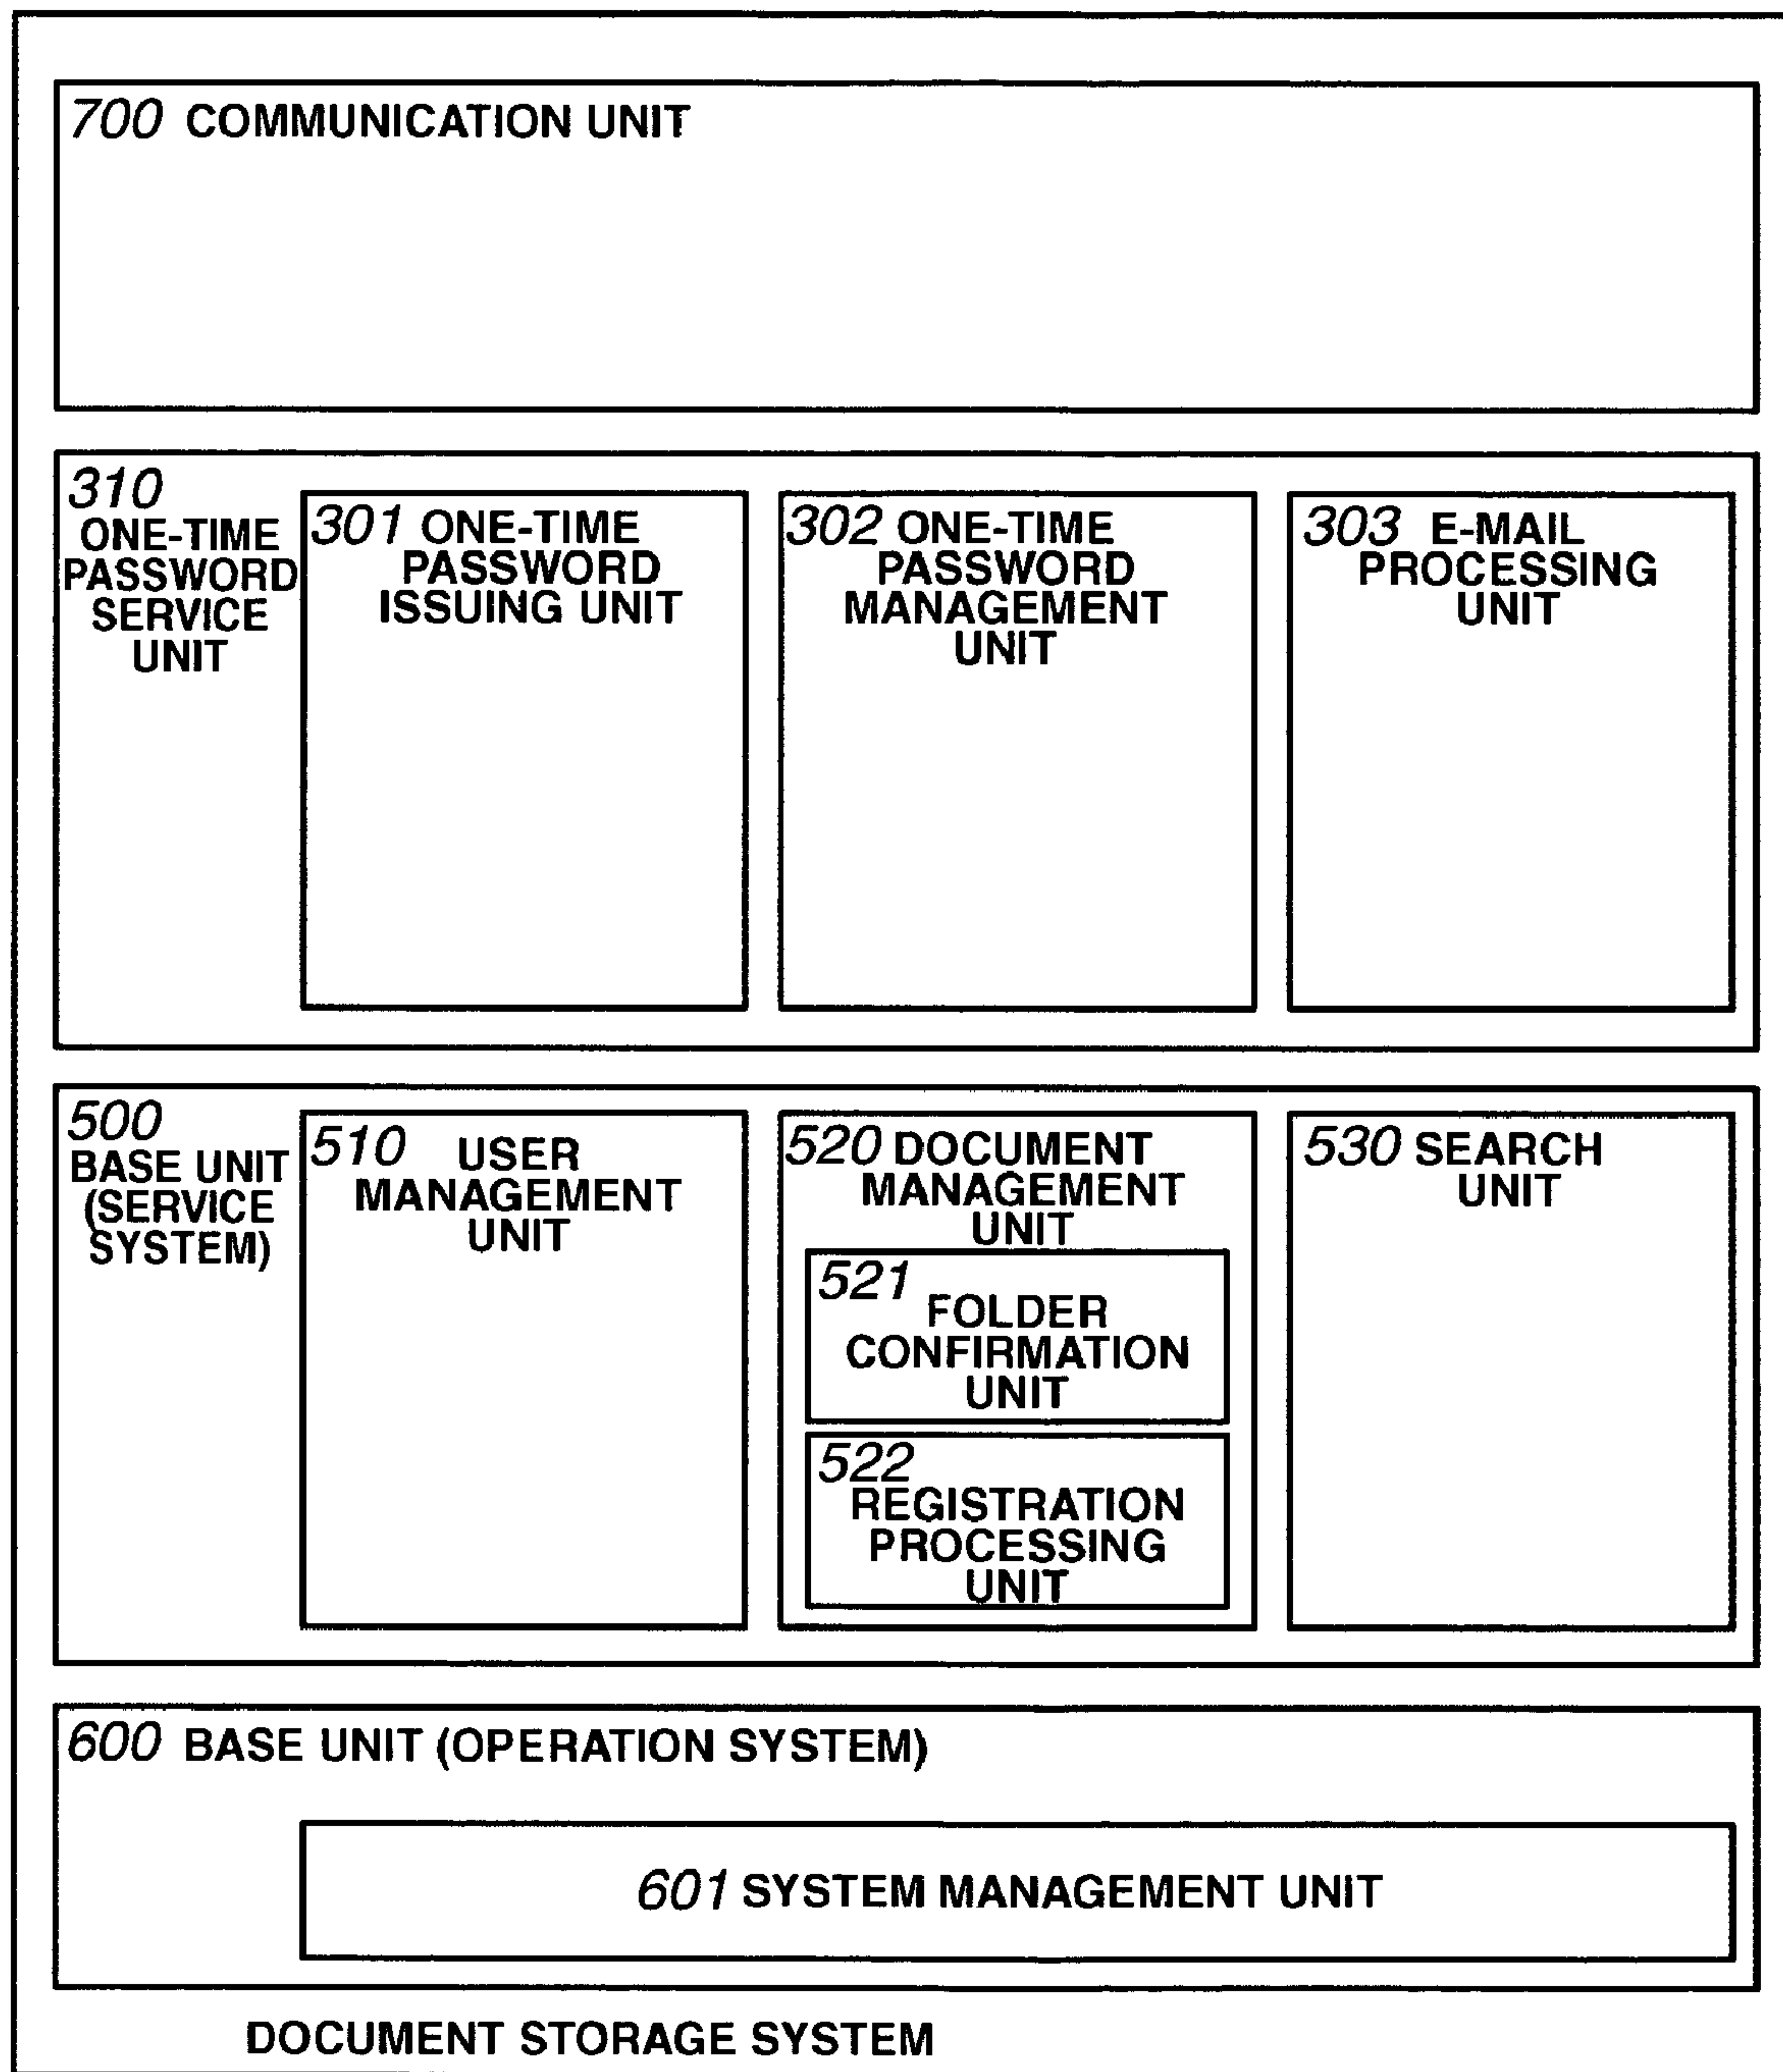 700 COMMUNICATION UNIT
310
ONE-TIME
PASSWORD
SERVICE
UNIT
301 ONE-TIME
PASSWORD
ISSUING UNIT
302 ONE-TIME
PASSWORD
MANAGEMENT
UNIT
303 E-MAIL
PROCESSING
UNIT
500
BASE UNIT
(SERVICE
SYSTEM)
510 USER
MANAGEMENT
UNIT
520 DOCUMENT
MANAGEMENT
UNIT
521
FOLDER
CONFIRMATION
UNIT
522
REGISTRATION
PROCESSING
UNIT
530 SEARCH
UNIT
600 BASE UNIT (OPERATION SYSTEM)
601 SYSTEM MANAGEMENT UNIT
DOCUMENT STORAGE SYSTEM